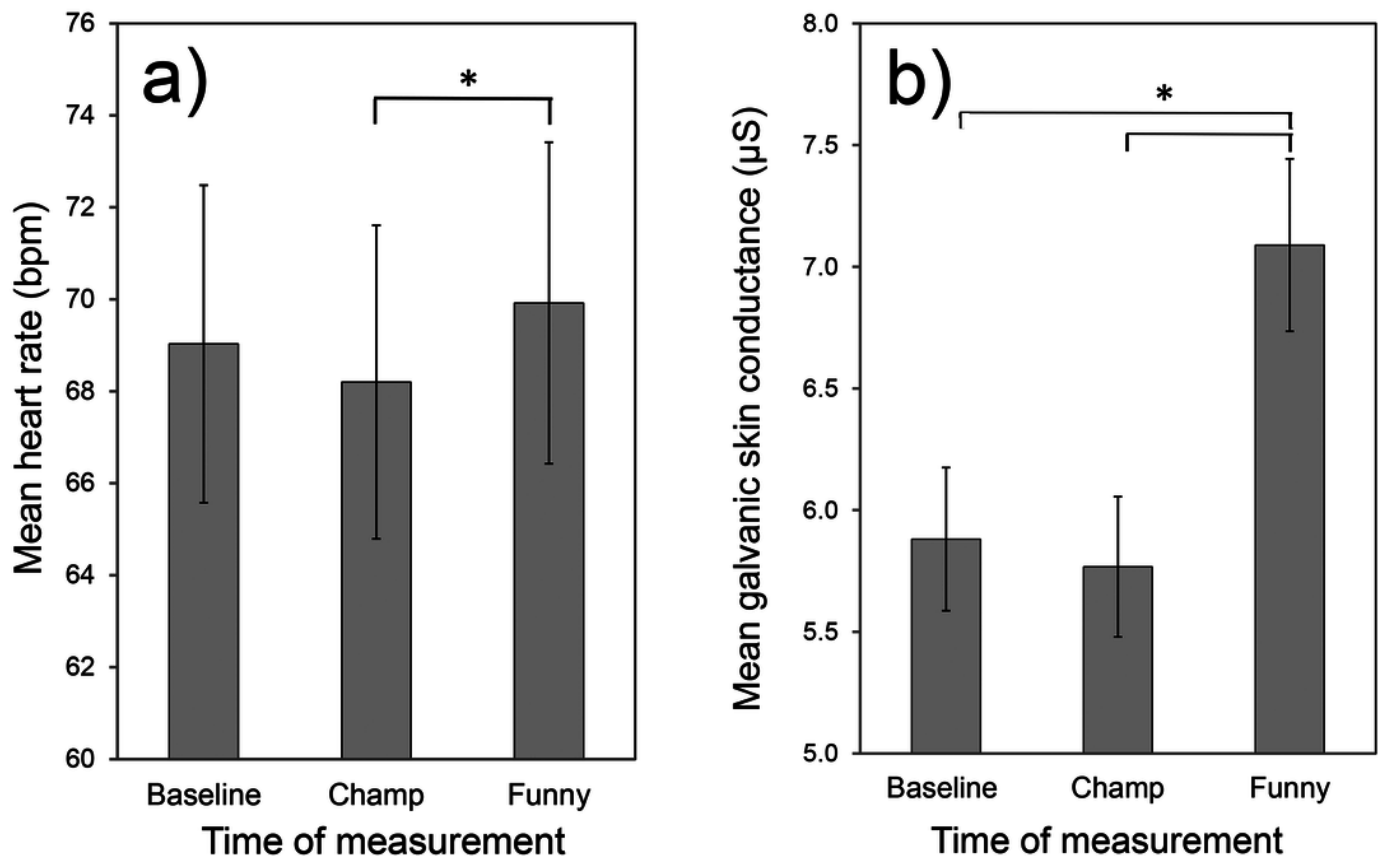 a)
Mean heart rate (bpm)
76
74
72
70
68
66
64
62
60
*
Baseline Champ Funny
Time of measurement
b)
Mean galvanic skin conductance (µS)
8.0
7.5
7.0
6.5
6.0
5.5
5.0
*
Baseline Champ Funny
Time of measurement